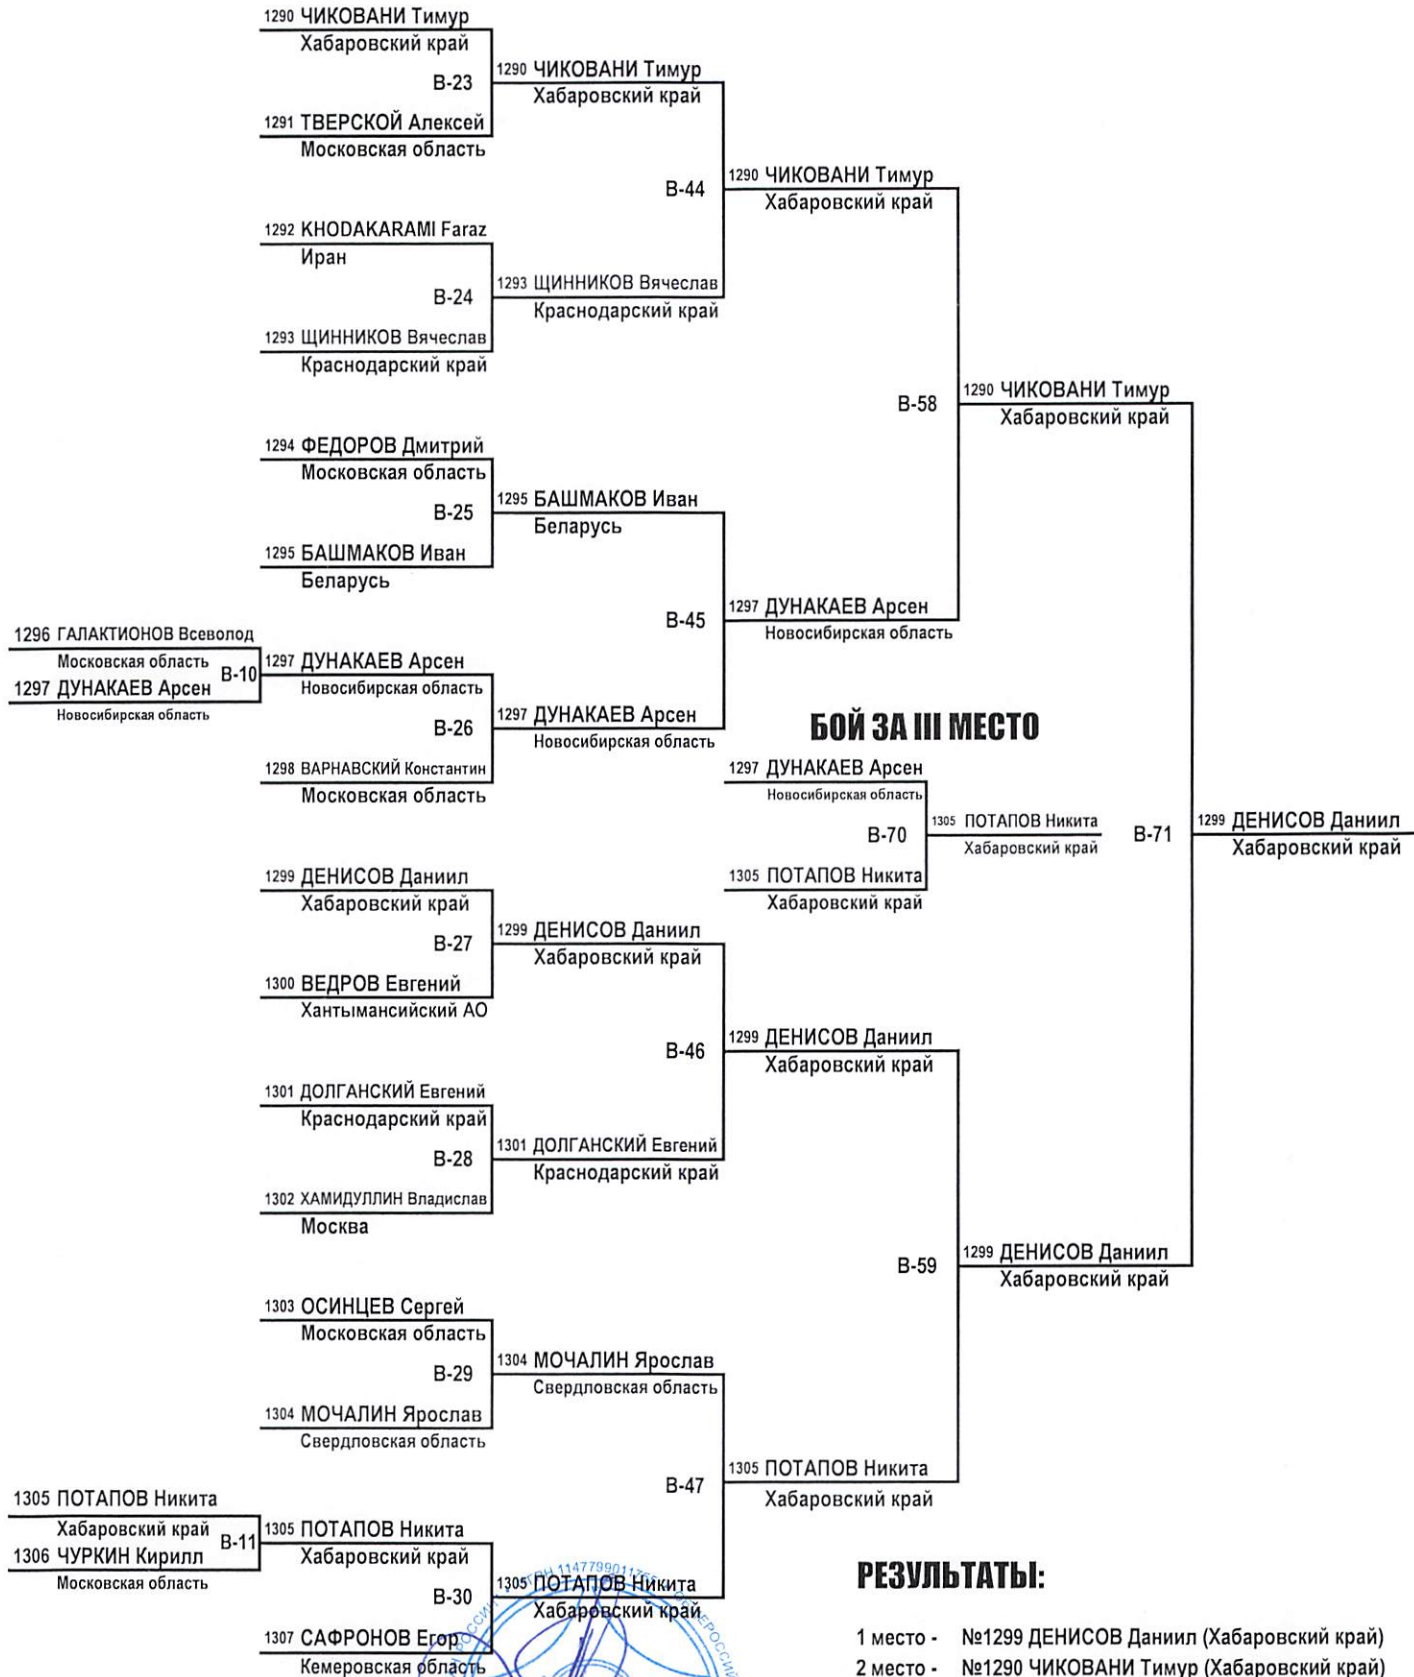 1290 ЧИКОВАНИ Тимур
Хабаровский край
B-23
1290 ЧИКОВАНИ Тимур
Хабаровский край
1291 ТВЕРСКОЙ Алексей
Московская область
B-44
1290 ЧИКОВАНИ Тимур
Хабаровский край
1292 KHODAKARAMI Faraz
Иран
B-24
1293 ЩИННИКОВ Вячеслав
Краснодарский край
1293 ЩИННИКОВ Вячеслав
Краснодарский край
B-58
1290 ЧИКОВАНИ Тимур
Хабаровский край
1294 ФЕДОРОВ Дмитрий
Московская область
B-25
1295 БАШМАКОВ Иван
Беларусь
1295 БАШМАКОВ Иван
Беларусь
B-45
1297 ДУНАКАЕВ Арсен
Новосибирская область
1296 ГАЛАКТИОНОВ Всеволод
Московская область
B-10
1297 ДУНАКАЕВ Арсен
Новосибирская область
1297 ДУНАКАЕВ Арсен
Новосибирская область
B-26
1297 ДУНАКАЕВ Арсен
Новосибирская область
1298 ВАРНАВСКИЙ Константин
Московская область
БОЙ ЗА III МЕСТО
1297 ДУНАКАЕВ Арсен
Новосибирская область
B-70
1305 ПОТАПОВ Никита
Хабаровский край
1305 ПОТАПОВ Никита
Хабаровский край
B-71
1299 ДЕНИСОВ Даниил
Хабаровский край
1299 ДЕНИСОВ Даниил
Хабаровский край
B-27
1299 ДЕНИСОВ Даниил
Хабаровский край
1300 ВЕДРОВ Евгений
Хантымансийский АО
B-46
1299 ДЕНИСОВ Даниил
Хабаровский край
1301 ДОЛГАНСКИЙ Евгений
Краснодарский край
B-28
1301 ДОЛГАНСКИЙ Евгений
Краснодарский край
1302 ХАМИДУЛЛИН Владислав
Москва
B-59
1299 ДЕНИСОВ Даниил
Хабаровский край
1303 ОСИНЦЕВ Сергей
Московская область
B-29
1304 МОЧАЛИН Ярослав
Свердловская область
1304 МОЧАЛИН Ярослав
Свердловская область
B-47
1305 ПОТАПОВ Никита
Хабаровский край
1305 ПОТАПОВ Никита
Хабаровский край
B-11
1306 ЧУРКИН Кирилл
Московская область
1305 ПОТАПОВ Никита
Хабаровский край
B-30
1305 ПОТАПОВ Никита
Хабаровский край
1307 САФРОНОВ Егор
Кемеровская область
РЕЗУЛЬТАТЫ:
1 место - №1299 ДЕНИСОВ Даниил (Хабаровский край)
2 место - №1290 ЧИКОВАНИ Тимур (Хабаровский край)